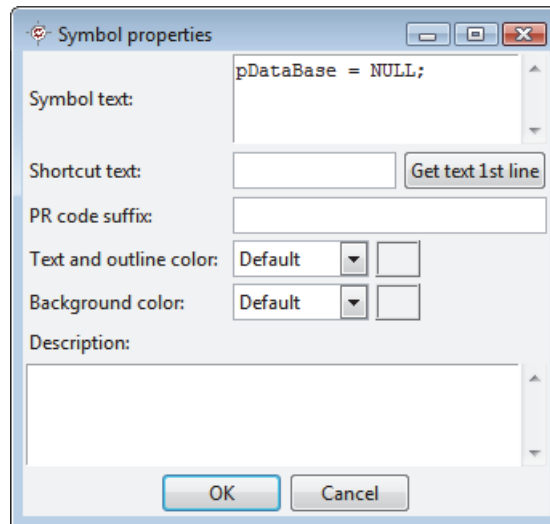 Symbol properties
Symbol text:
pDataBase = NULL;
Shortcut text:
Get text 1st line
PR code suffix:
Text and outline color:
Default
Background color:
Default
Description:
OK
Cancel